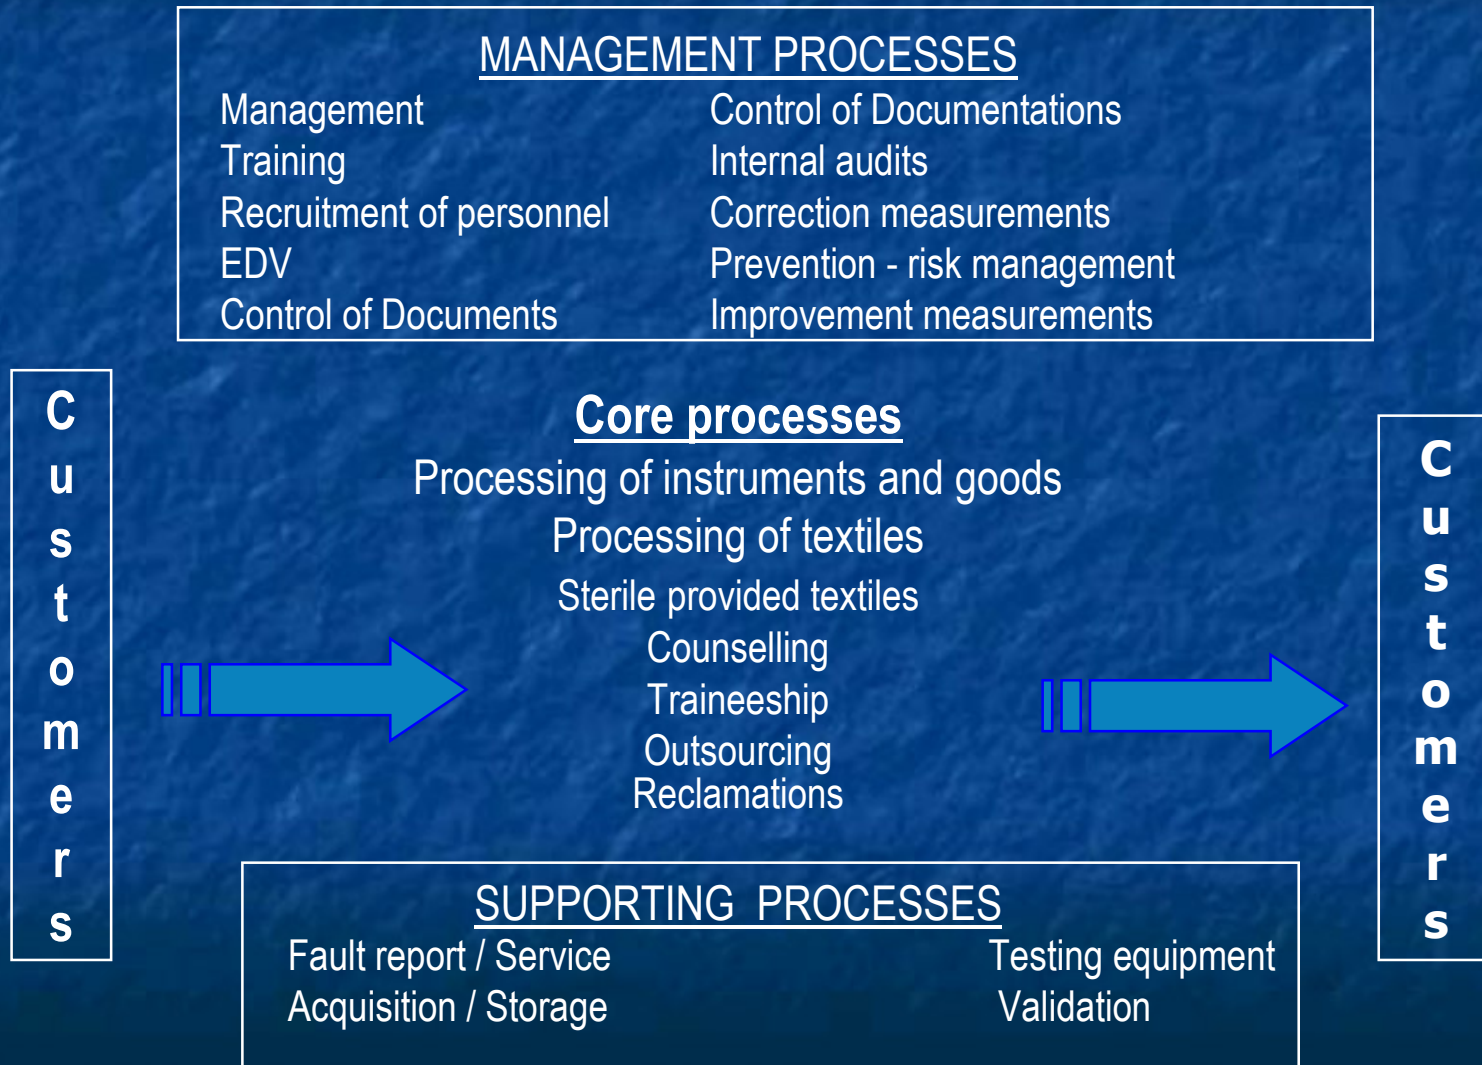 MANAGEMENT PROCESSES
Management
Training
Recruitment of personnel
EDV
Control of Documents
Control of Documentations
Internal audits
Correction measurements
Prevention - risk management
Improvement measurements
Customers
Core processes
Processing of instruments and goods
Processing of textiles
Sterile provided textiles
Counselling
Traineeship
Outsourcing
Reclamations
Customers
SUPPORTING PROCESSES
Fault report / Service
Acquisition / Storage
Testing equipment
Validation